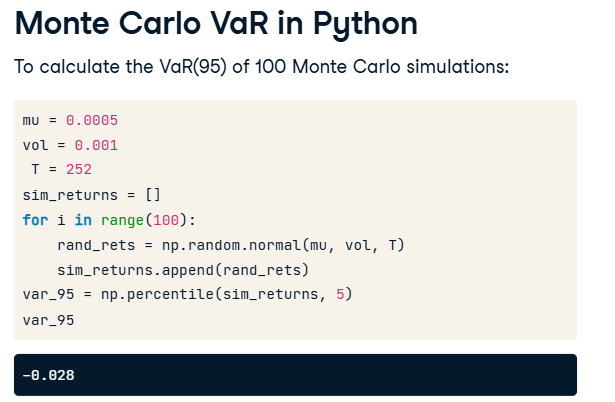 Monte Carlo VaR in Python
To calculate the VaR(95) of 100 Monte Carlo simulations:
mu = 0.0005
vol = 0.001
 T = 252
sim_returns = []
for i in range(100):
    rand_rets = np.random.normal(mu, vol, T)
    sim_returns.append(rand_rets)
var_95 = np.percentile(sim_returns, 5)
var_95
-0.028